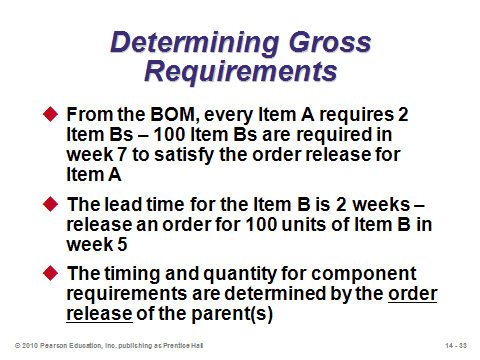 Determining Gross
Requirements
From the BOM, every Item A requires 2
Item Bs – 100 Item Bs are required in
week 7 to satisfy the order release for
Item A
The lead time for the Item B is 2 weeks –
release an order for 100 units of Item B in
week 5
The timing and quantity for component
requirements are determined by the order
release of the parent(s)
© 2010 Pearson Education, Inc. publishing as Prentice Hall
14 - 33